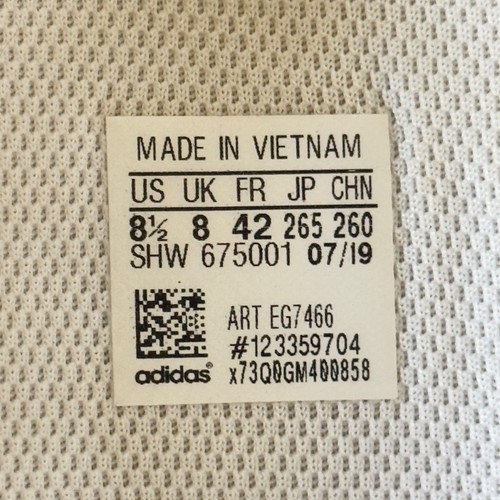 MADE IN VIETNAM
US UK FR JP CHN
8½ 8 42 265 260
SHW 675001 07/19
ART EG7466
#123359704
adidas® x73Q0GM400858